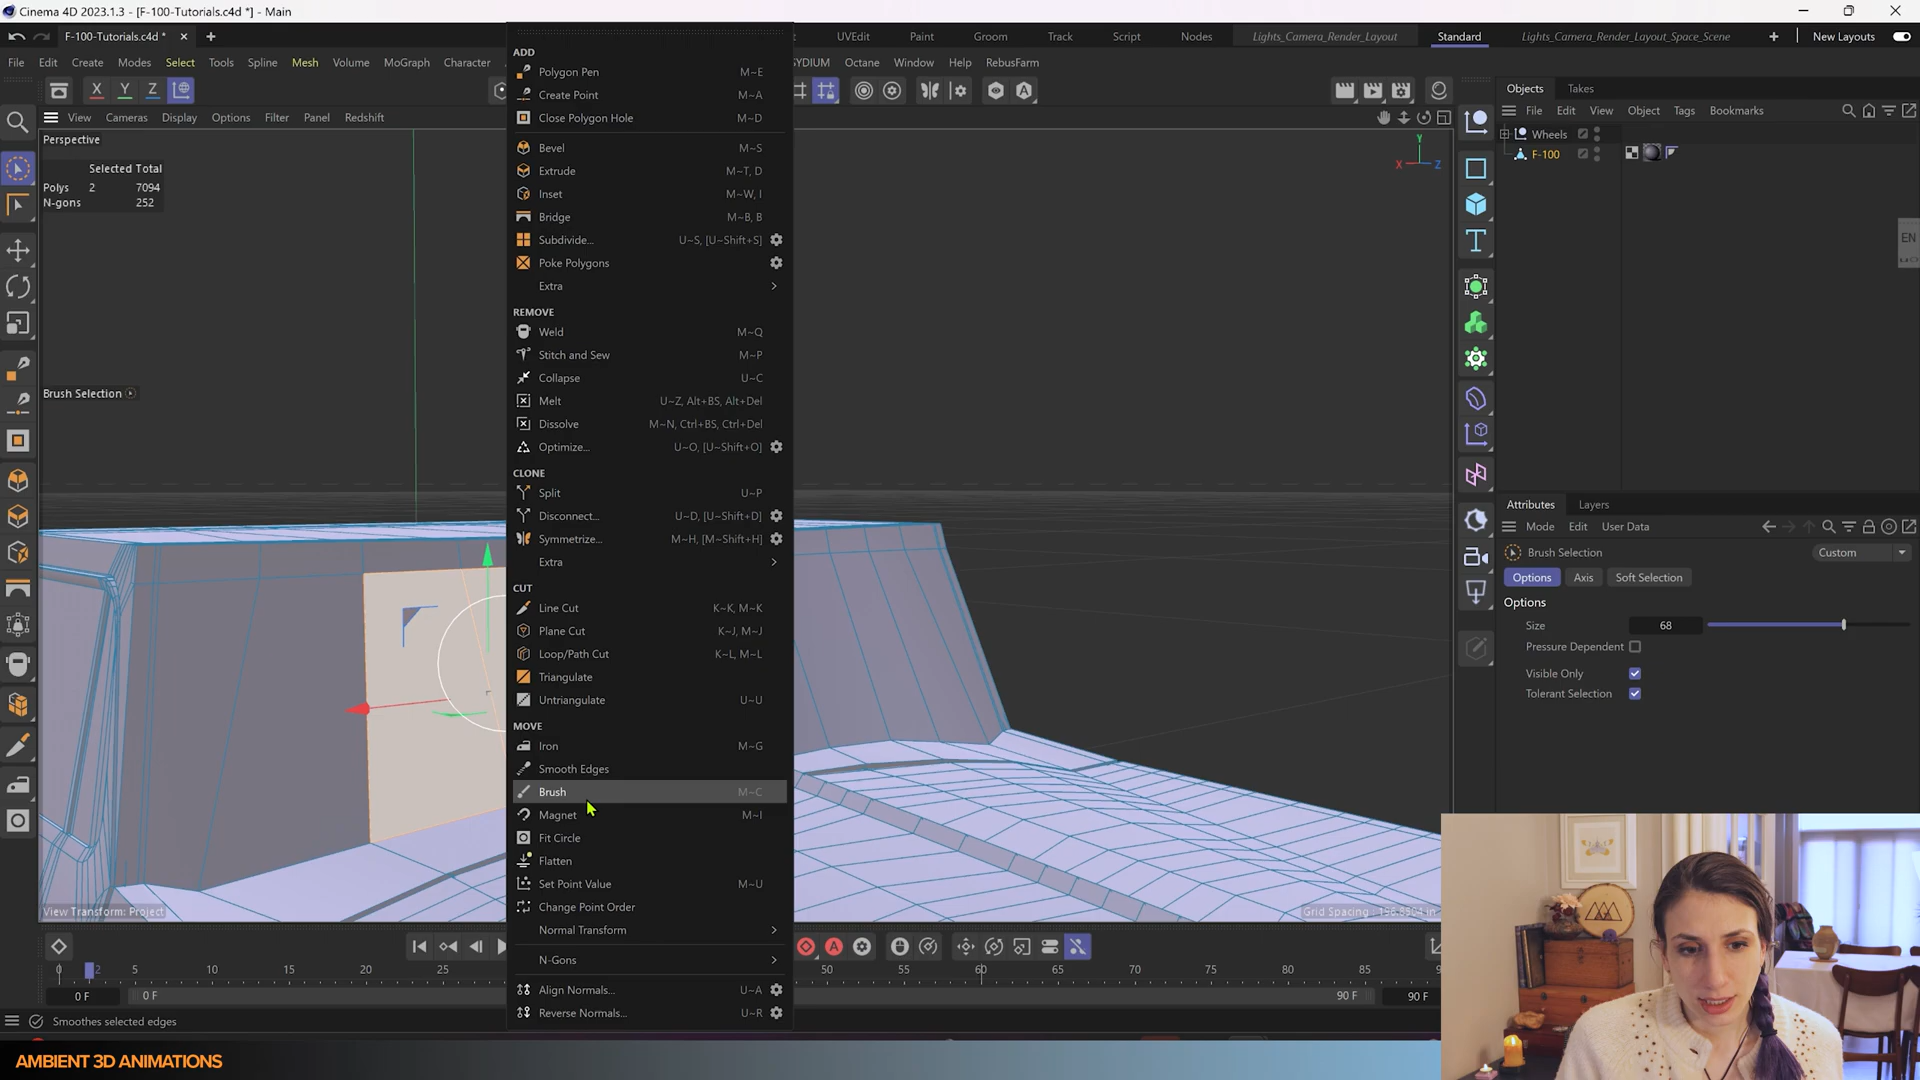 Cinema 4D 2023.1.3 - [F-100-Tutorials.c4d *] - Main
F-100-Tutorials.c4d *
UVEdit
Paint
Groom
Track
Script
Nodes
Lights_Camera_Render_Layout
Standard
Lights_Camera_Render_Layout_Space_Scene
New Layouts
File Edit Create Modes Select Tools Spline Mesh Volume MoGraph Character
SYDIUM Octane Window Help RebusFarm
X Y Z
View Cameras Display Options Filter Panel Redshift
Perspective
Selected Total
Polys 2 7094
N-gons 252
Brush Selection
View Transform: Project
Y
X
Z
ADD
Polygon Pen M~E
Create Point M~A
Close Polygon Hole M~D
Bevel M~S
Extrude M~T, D
Inset M~W, I
Bridge M~B, B
Subdivide... U~S, [U~Shift+S]
Poke Polygons
Extra
REMOVE
Weld M~Q
Stitch and Sew M~P
Collapse U~C
Melt U~Z, Alt+BS, Alt+Del
Dissolve M~N, Ctrl+BS, Ctrl+Del
Optimize... U~O, [U~Shift+O]
CLONE
Split U~P
Disconnect... U~D, [U~Shift+D]
Symmetrize... M~H, [M~Shift+H]
Extra
CUT
Line Cut K~K, M~K
Plane Cut K~J, M~J
Loop/Path Cut K~L, M~L
Triangulate
Untriangulate U~U
MOVE
Iron M~G
Smooth Edges
Brush M~C
Magnet M~I
Fit Circle
Flatten
Set Point Value M~U
Change Point Order
Normal Transform
N-Gons
Align Normals... U~A
Reverse Normals... U~R
Objects Takes
File Edit View Object Tags Bookmarks
Wheels
F-100
EN
Attributes Layers
Mode Edit User Data
Brush Selection
Custom
Options Axis Soft Selection
Options
Size 68
Pressure Dependent
Visible Only
Tolerant Selection
0 2 5 10 15 20 25
50 55 60 65 70 75 80 85
0 F
0 F
90 F
90 F
Smoothes selected edges
AMBIENT 3D ANIMATIONS